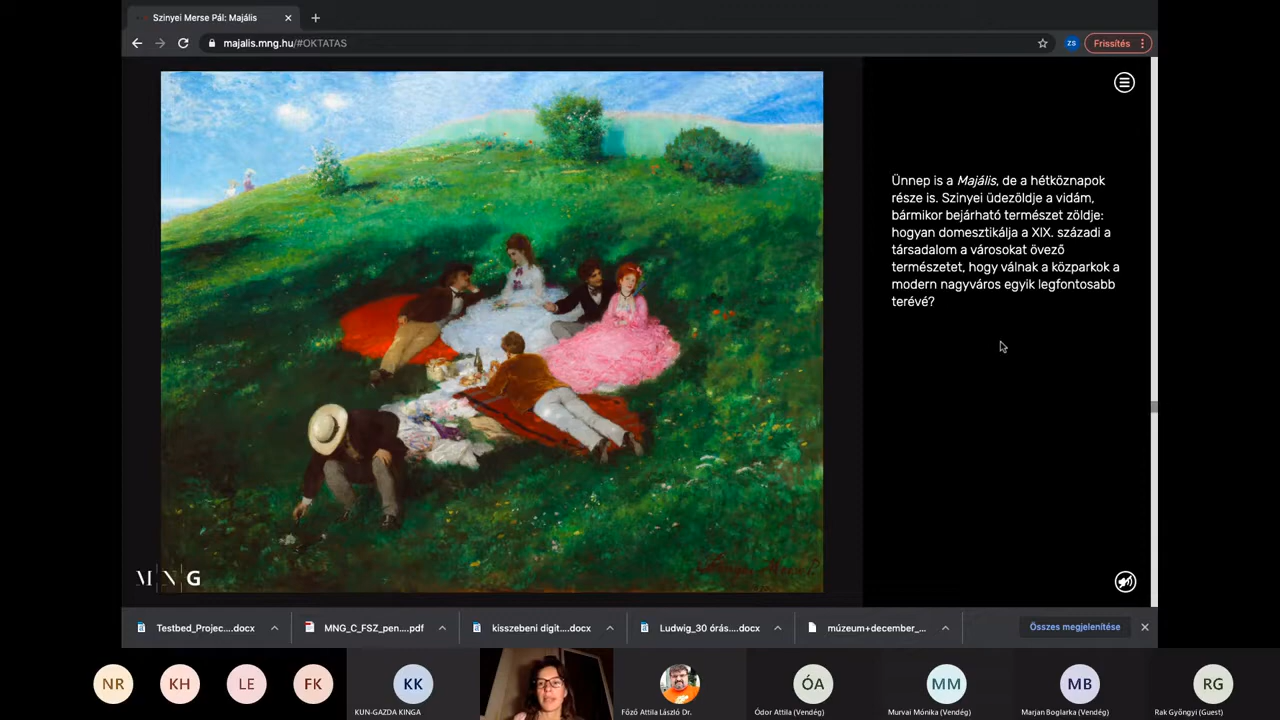 Szinyei Merse Pál: Majális
majalis.mng.hu/#OKTATAS
ZS
Frissítés
Ünnep is a Majális, de a hétköznapok
része is. Szinyei üdezöldje a vidám,
bármikor bejárható természet zöldje:
hogyan domesztikálja a XIX. századi a
társadalom a városokat övező
természetet, hogy válnak a közparkok a
modern nagyváros egyik legfontosabb
terévé?
M N G
Testbed_Projec....docx
MNG_C_FSZ_pen....pdf
kisszebeni digit....docx
Ludwig_30 órás....docx
múzeum+december_...
Összes megjelenítése
NR
KH
LE
FK
KK
ÓA
MM
MB
RG
KUN-GAZDA KINGA
Főző Attila László Dr.
Ódor Attila (Vendég)
Murvai Mónika (Vendég)
Marjan Boglarka (Vendég)
Rak Gyöngyi (Guest)